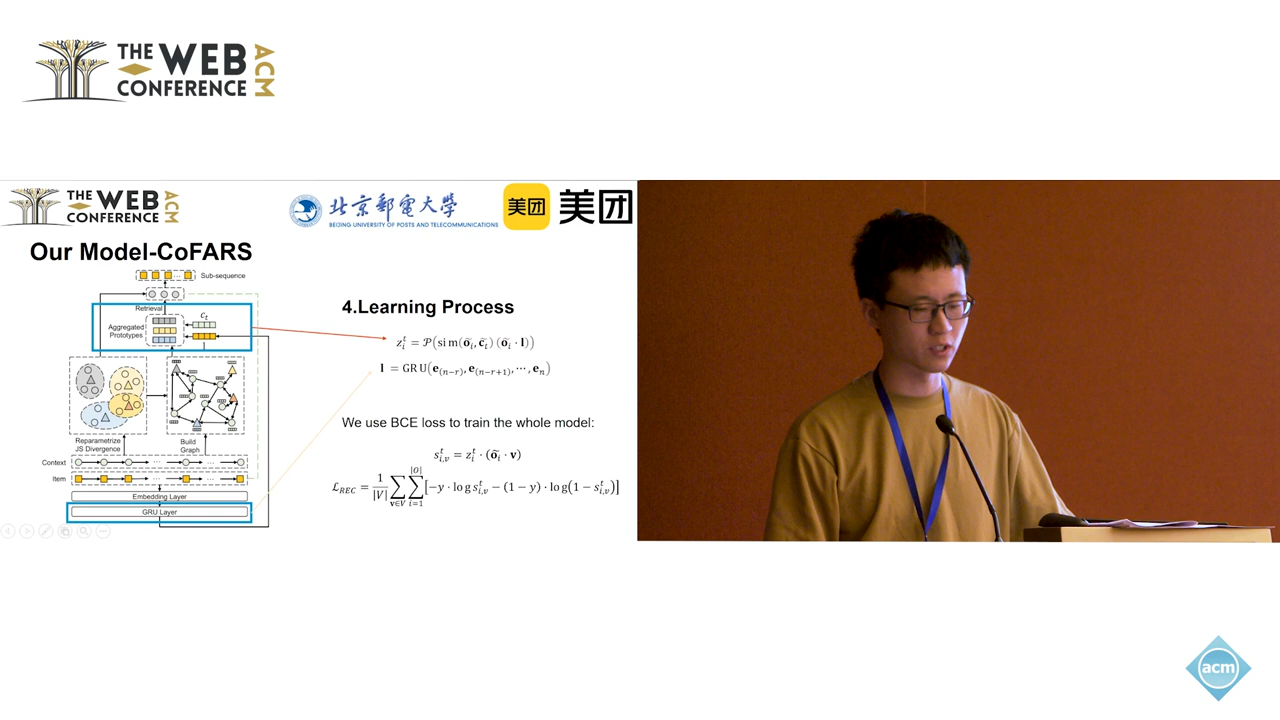 THE WEB
CONFERENCE
ACM
THE WEB
CONFERENCE
ACM
北京郵電大學
BEIJING UNIVERSITY OF POSTS AND TELECOMMUNICATIONS
美团
美团
Our Model-CoFARS
Sub-sequence
Retrieval
Aggregated
Prototypes
c_t
Reparametrize
JS Divergence
Build
Graph
Context
Item
Embedding Layer
GRU Layer
4.Learning Process
z_i^t = 𝒫(sim(õ_i, c̃_t) (õ_i · l))
l = GRU(e_(n−r), e_(n−r+1), ⋯, e_n)
We use BCE loss to train the whole model:
s_{i,v}^t = z_i^t · (õ_i · v)
ℒ_REC = 1/|V| ∑_{v∈V} ∑_{i=1}^{|O|} [−y · log s_{i,v}^t − (1 − y) · log(1 − s_{i,v}^t)]
acm